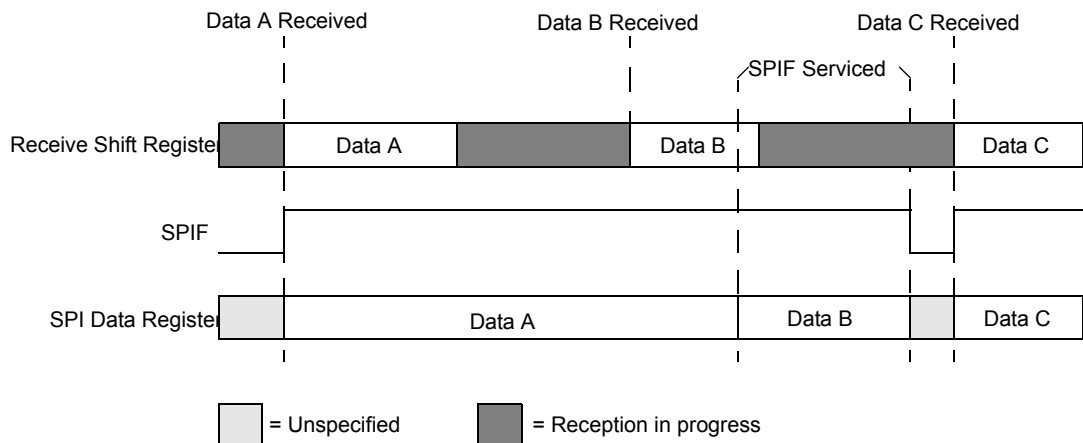 Data A Received
Data B Received
Data C Received
SPIF Serviced
Receive Shift Register
Data A
Data B
Data C
SPIF
SPI Data Register
Data A
Data B
Data C
= Unspecified
= Reception in progress